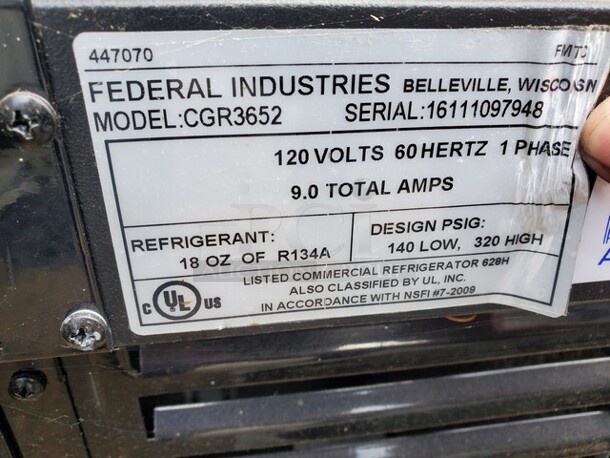 447070
FEDERAL INDUSTRIES BELLEVILLE, WISCONSIN
MODEL:CGR3652 SERIAL:16111097948
120 VOLTS 60 HERTZ 1 PHASE
9.0 TOTAL AMPS
REFRIGERANT:
18 OZ OF R134A
DESIGN PSIG:
140 LOW, 320 HIGH
LISTED COMMERCIAL REFRIGERATOR 628H
ALSO CLASSIFIED BY UL, INC.
IN ACCORDANCE WITH NSFI #7-2009
C UL US